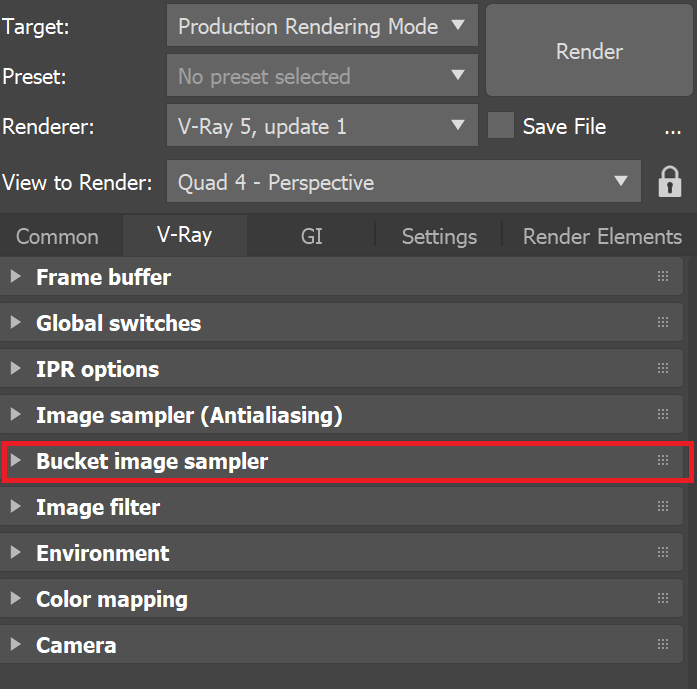 Target: Production Rendering Mode
Render
Preset: No preset selected
Renderer: V-Ray 5, update 1 Save File ...
View to Render: Quad 4 - Perspective
Common V-Ray GI Settings Render Elements
Frame buffer
Global switches
IPR options
Image sampler (Antialiasing)
Bucket image sampler
Image filter
Environment
Color mapping
Camera